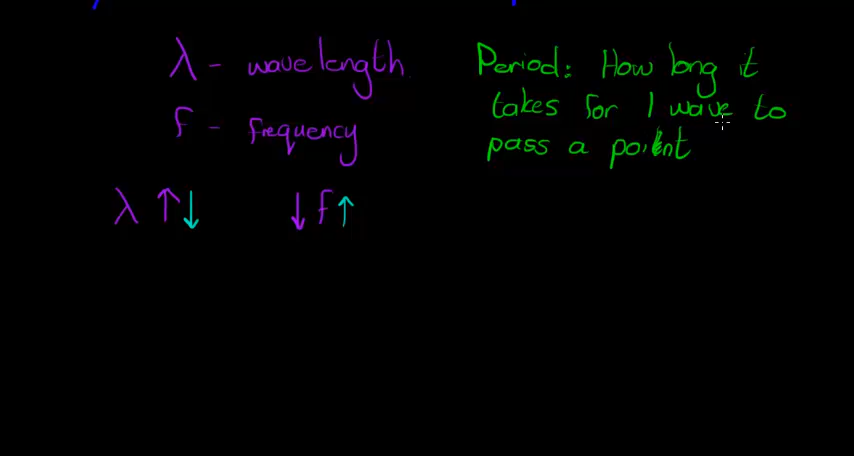 λ - wavelength
f - frequency
λ ↑↓ ↓ f ↑
Period: How long it
takes for 1 wave to
pass a point